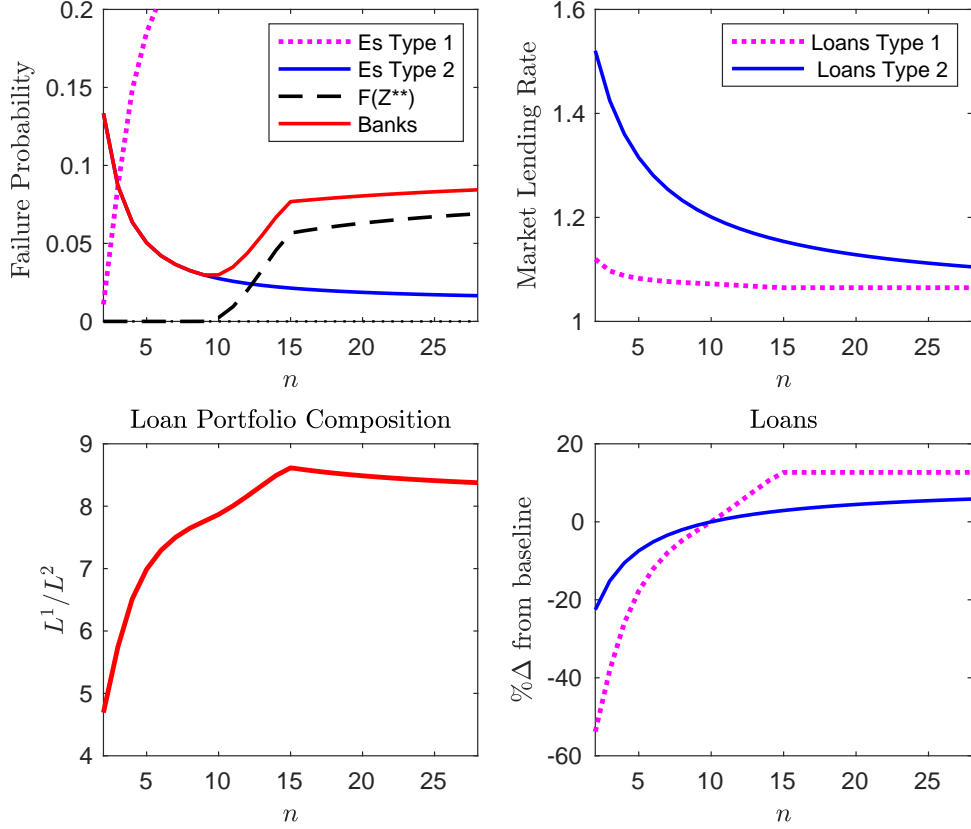 Failure Probability
0.2
0.15
0.1
0.05
0
5 10 15 20 25
n
Es Type 1
Es Type 2
F(Z**)
Banks
Market Lending Rate
1.6
1.4
1.2
1
5 10 15 20 25
n
Loans Type 1
Loans Type 2
Loan Portfolio Composition
L¹/L²
9
8
7
6
5
4
5 10 15 20 25
n
Loans
%Δ from baseline
20
0
-20
-40
-60
5 10 15 20 25
n